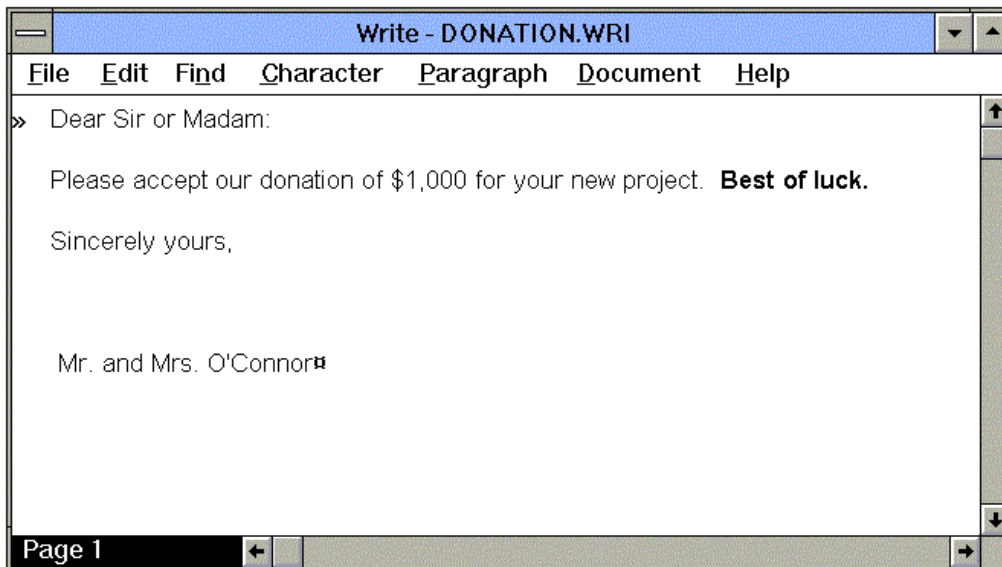 Write - DONATION.WRI
File Edit Find Character Paragraph Document Help
» Dear Sir or Madam:
Please accept our donation of $1,000 for your new project. Best of luck.
Sincerely yours,
Mr. and Mrs. O'Connor¤
Page 1